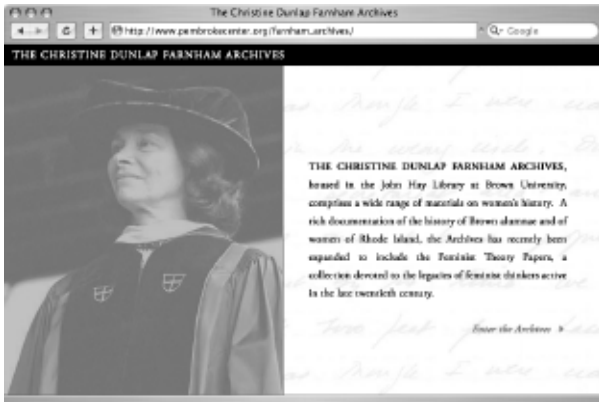 The Christine Dunlap Farnham Archives
http://www.pembrokecenter.org/farnham_archives/
Google
THE CHRISTINE DUNLAP FARNHAM ARCHIVES
THE CHRISTINE DUNLAP FARNHAM ARCHIVES,
housed in the John Hay Library at Brown University,
comprises a wide range of materials on women's history. A
rich documentation of the history of Brown alumnae and of
women of Rhode Island, the Archives has recently been
expanded to include the Feminist Theory Papers, a
collection devoted to the legacies of feminist thinkers active
in the late twentieth century.
Enter the Archives